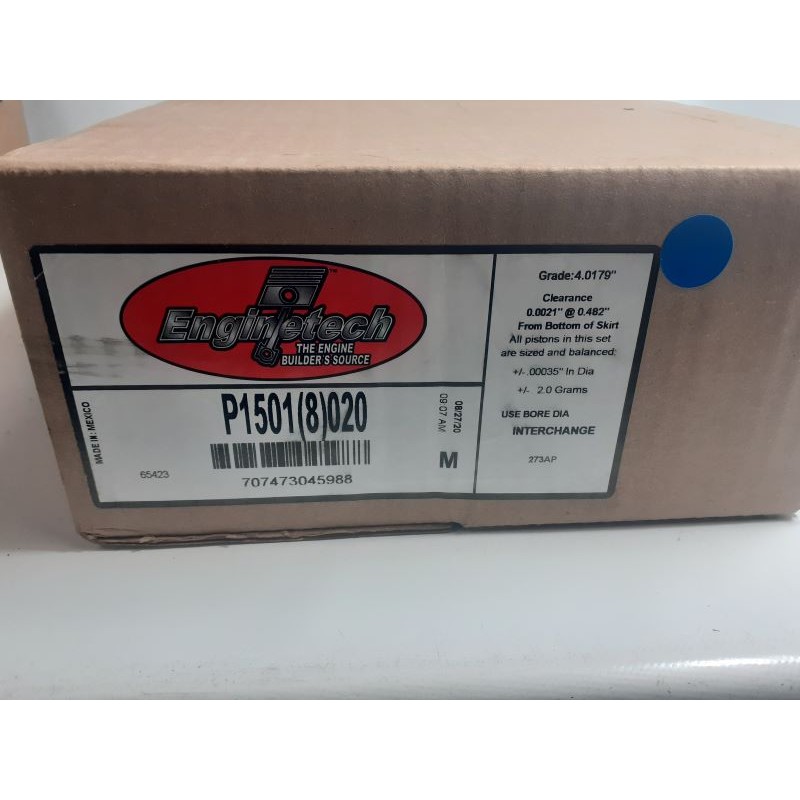 Enginetech
™
THE ENGINE
BUILDER'S SOURCE
MADE IN: MEXICO
P1501(8)020
65423
707473045988
08/27/20
09:07 AM
M
Grade:4.0179"
Clearance
0.0021" @ 0.482"
From Bottom of Skirt
All pistons in this set
are sized and balanced:
+/-.00035" In Dia
+/- 2.0 Grams
USE BORE DIA
INTERCHANGE
273AP